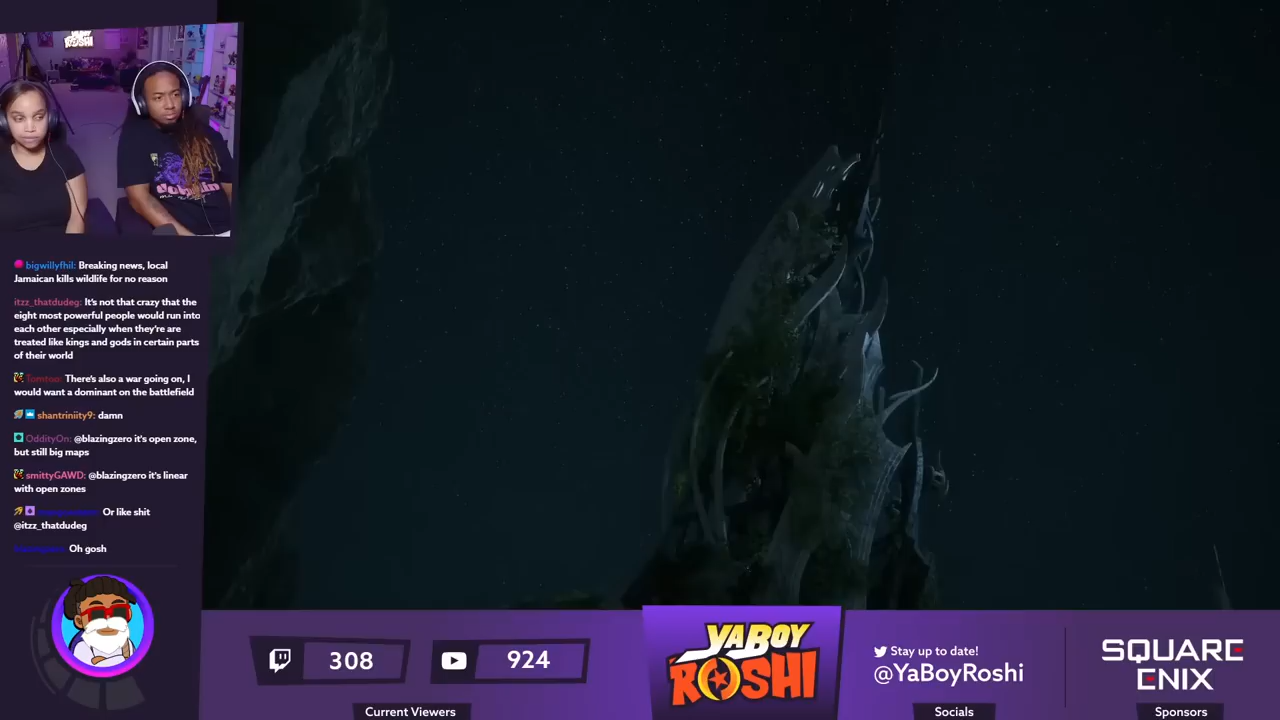 YABOY
ROSHI
bigwillyfhil: Breaking news, local
Jamaican kills wildlife for no reason
itzz_thatdudeg: It's not that crazy that the
eight most powerful people would run into
each other especially when they're are
treated like kings and gods in certain parts
of their world
There's also a war going on, I
would want a dominant on the battlefield
shantriniity9: damn
OddityOn: @blazingzero it's open zone,
but still big maps
smittyGAWD: @blazingzero it's linear
with open zones
Or like shit
@itzz_thatdudeg
Oh gosh
308
924
Current Viewers
YABOY
ROSHI
Stay up to date!
@YaBoyRoshi
Socials
SQUARE
ENIX
Sponsors